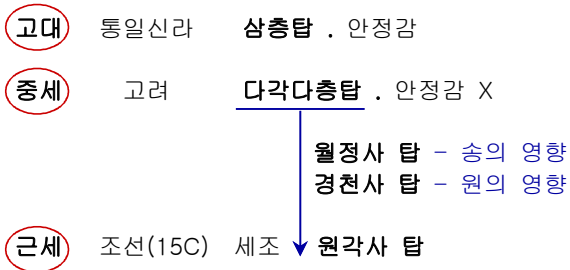 고대 통일신라 삼층탑 . 안정감
중세 고려 다각다층탑 . 안정감 X
월정사 탑 - 송의 영향
경천사 탑 - 원의 영향
근세 조선(15C) 세조 원각사 탑